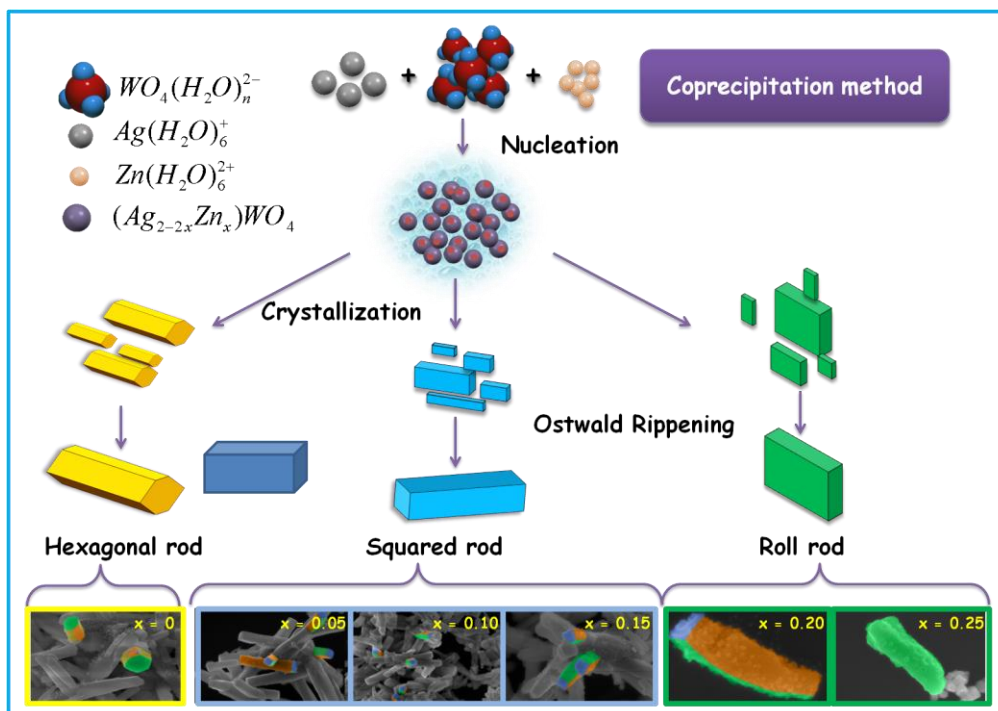 Coprecipitation method
WO₄(H₂O)ₙ²⁻
+ +
Ag(H₂O)₆⁺
Zn(H₂O)₆²⁺
(Ag₂₋₂ₓZnₓ)WO₄
Nucleation
Crystallization
Ostwald Rippening
Hexagonal rod
Squared rod
Roll rod
x = 0
x = 0.05
x = 0.10
x = 0.15
x = 0.20
x = 0.25